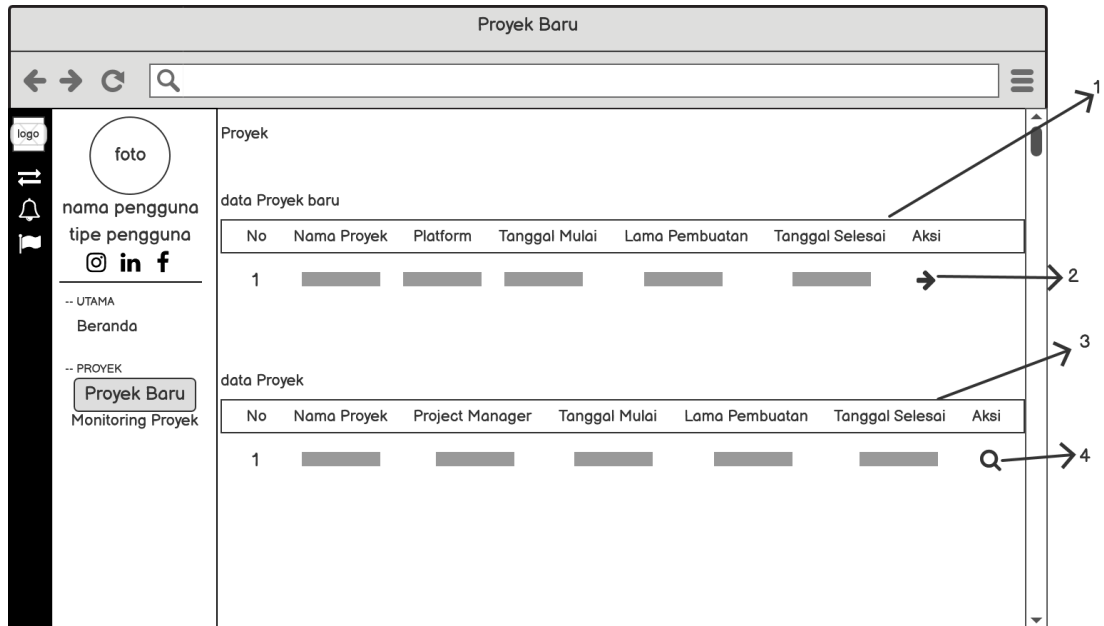 Proyek Baru
logo
foto
nama pengguna
tipe pengguna
in f
-- UTAMA
Beranda
-- PROYEK
Proyek Baru
Monitoring Proyek
Proyek
data Proyek baru
No Nama Proyek Platform Tanggal Mulai Lama Pembuatan Tanggal Selesai Aksi
1
data Proyek
No Nama Proyek Project Manager Tanggal Mulai Lama Pembuatan Tanggal Selesai Aksi
1
1
2
3
4